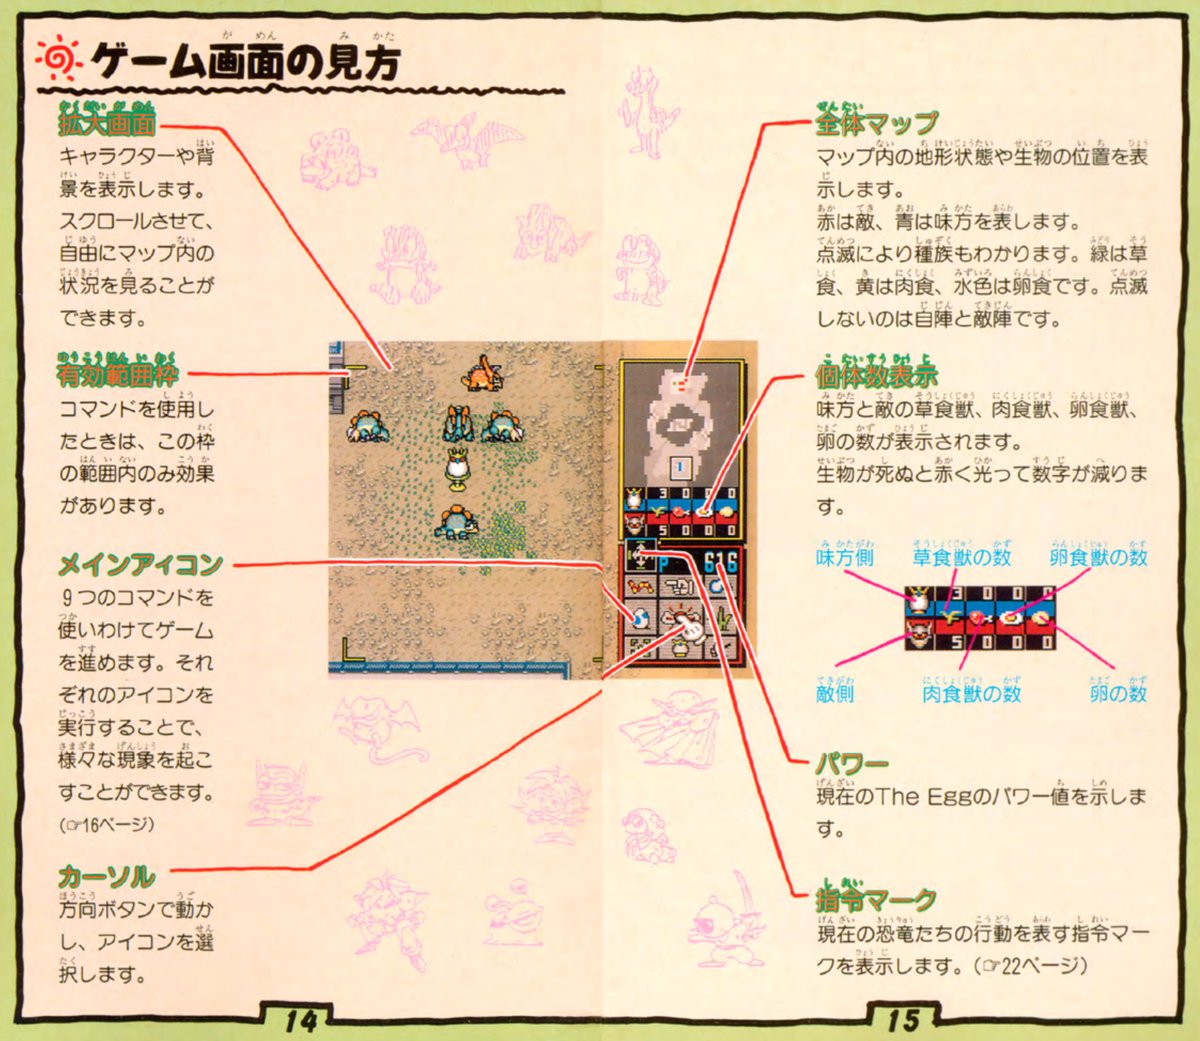 ゲーム画面の見方
拡大画面
キャラクターや背
景を表示します。
スクロールさせて、
自由にマップ内の
状況を見ることが
できます。
有効範囲枠
コマンドを使用し
たときは、この枠
の範囲内のみ効果
があります。
メインアイコン
9つのコマンドを
使いわけてゲーム
を進めます。それ
ぞれのアイコンを
実行することで、
様々な現象を起こ
すことができます。
(☞16ページ)
カーソル
方向ボタンで動か
し、アイコンを選
択します。
14
1
3 0 0 0
5 0 0 0
P 616
全体マップ
マップ内の地形状態や生物の位置を表
示します。
赤は敵、青は味方を表します。
点滅により種族もわかります。緑は草
食、黄は肉食、水色は卵食です。点滅
しないのは自陣と敵陣です。
個体数表示
味方と敵の草食獣、肉食獣、卵食獣、
卵の数が表示されます。
生物が死ぬと赤く光って数字が減りま
す。
味方側 草食獣の数 卵食獣の数
3 0 0 0
5 0 0 0
敵側 肉食獣の数 卵の数
パワー
現在のThe Eggのパワー値を示しま
す。
指令マーク
現在の恐竜たちの行動を表す指令マー
クを表示します。(☞22ページ)
15